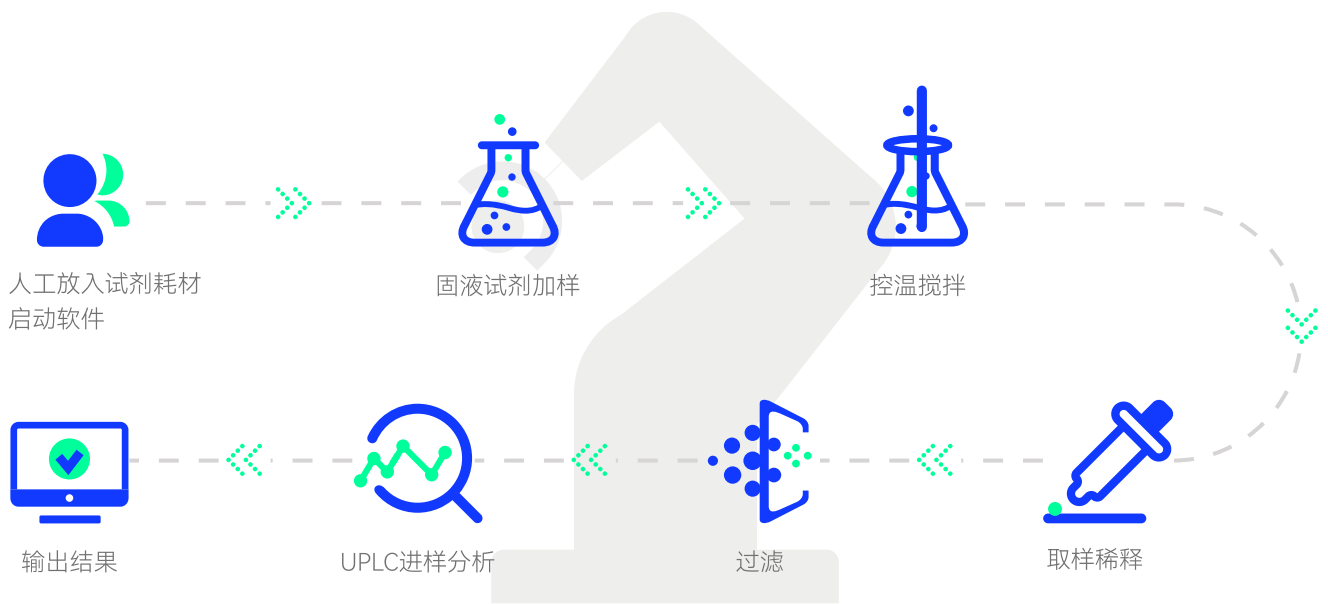 人工放入试剂耗材
启动软件
固液试剂加样
控温搅拌
取样稀释
过滤
UPLC进样分析
输出结果